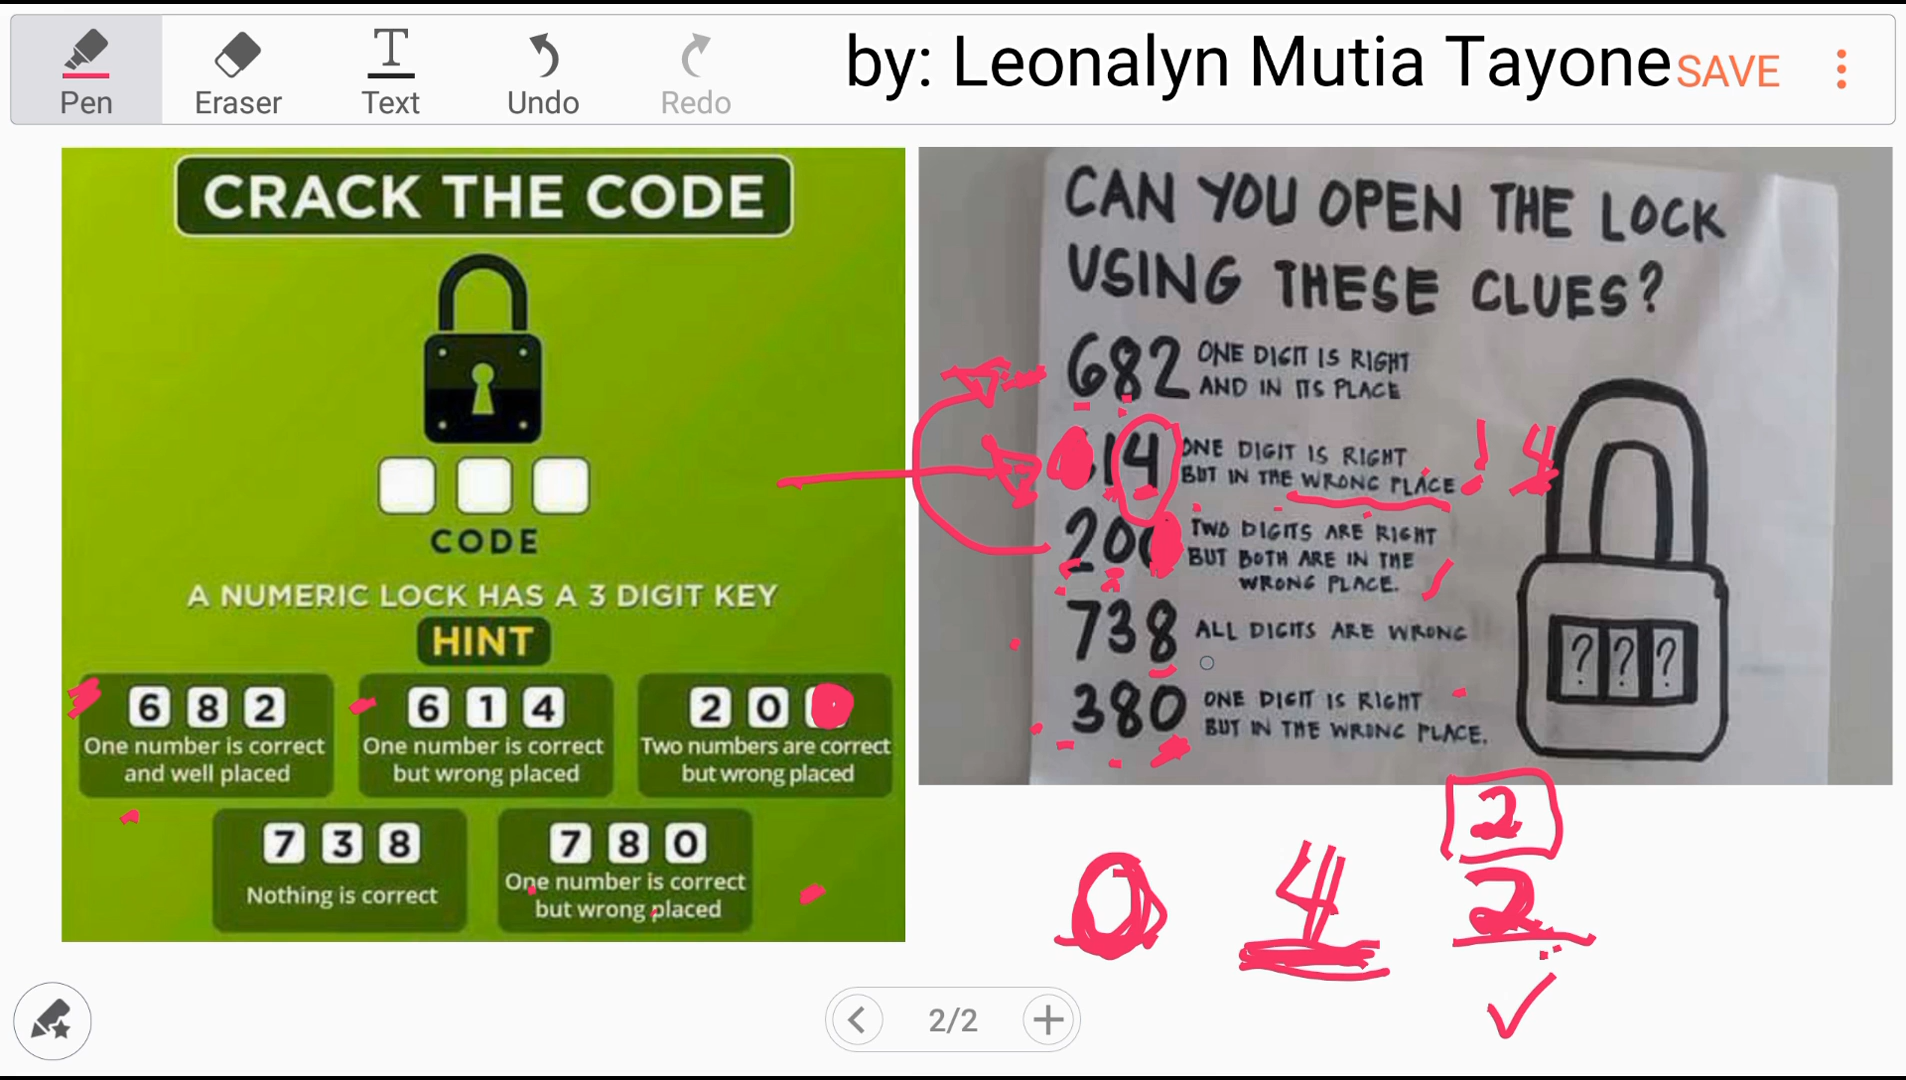 Pen
Eraser
Text
Undo
Redo
by: Leonalyn Mutia Tayone
SAVE
CRACK THE CODE
CODE
A NUMERIC LOCK HAS A 3 DIGIT KEY
HINT
6 8 2
One number is correct
and well placed
6 1 4
One number is correct
but wrong placed
2 0
Two numbers are correct
but wrong placed
7 3 8
Nothing is correct
7 8 0
One number is correct
but wrong placed
CAN YOU OPEN THE LOCK
USING THESE CLUES?
682 ONE DIGIT IS RIGHT
AND IN ITS PLACE
14 ONE DIGIT IS RIGHT
BUT IN THE WRONG PLACE
! 4
20 TWO DIGITS ARE RIGHT
BUT BOTH ARE IN THE
WRONG PLACE.
738 ALL DIGITS ARE WRONG
380 ONE DIGIT IS RIGHT
BUT IN THE WRONG PLACE.
? ? ?
2
0 4 2
2/2